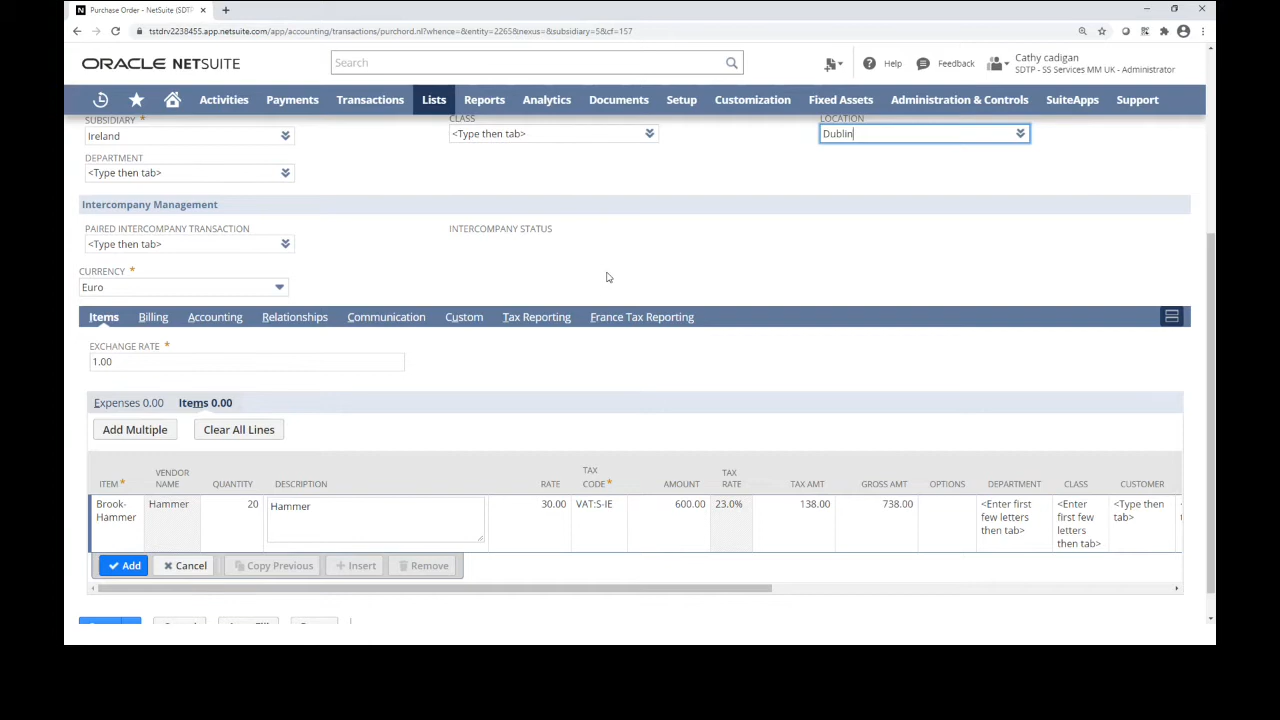 Purchase Order - NetSuite (SDTP
tstdrv2238455.app.netsuite.com/app/accounting/transactions/purchord.nl?whence=&entity=2265&nexus=&subsidiary=5&cf=157
ORACLE NETSUITE
Search
Help
Feedback
Cathy cadigan
SDTP - SS Services MM UK - Administrator
Activities Payments Transactions Lists Reports Analytics Documents Setup Customization Fixed Assets Administration & Controls SuiteApps Support
SUBSIDIARY *
CLASS
LOCATION
Ireland
<Type then tab>
Dublin
DEPARTMENT
<Type then tab>
Intercompany Management
PAIRED INTERCOMPANY TRANSACTION
INTERCOMPANY STATUS
<Type then tab>
CURRENCY *
Euro
Items Billing Accounting Relationships Communication Custom Tax Reporting France Tax Reporting
EXCHANGE RATE *
1.00
Expenses 0.00 Items 0.00
Add Multiple Clear All Lines
ITEM * VENDOR NAME QUANTITY DESCRIPTION RATE TAX CODE * AMOUNT TAX RATE TAX AMT GROSS AMT OPTIONS DEPARTMENT CLASS CUSTOMER
Brook-Hammer Hammer 20 Hammer 30.00 VAT:S-IE 600.00 23.0% 138.00 738.00 <Enter first few letters then tab> <Enter first few letters then tab> <Type then tab>
Add Cancel Copy Previous Insert Remove